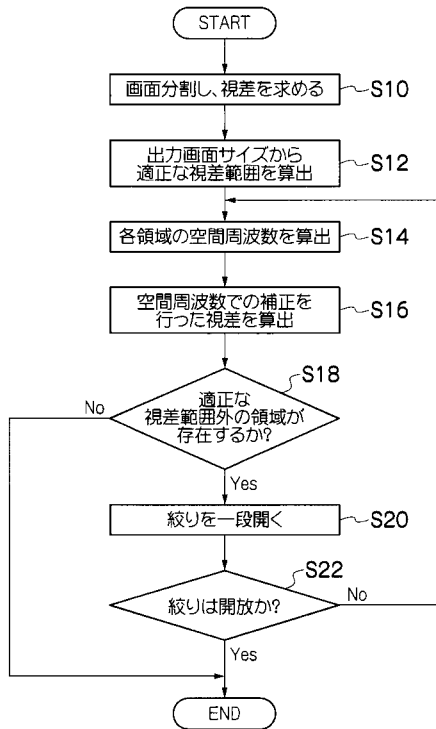 START
画面分割し、視差を求める
S10
出力画面サイズから
適正な視差範囲を算出
S12
各領域の空間周波数を算出
S14
空間周波数での補正を
行った視差を算出
S16
S18
適正な
視差範囲外の領域が
存在するか?
No
Yes
絞りを一段開く
S20
S22
絞りは開放か?
No
Yes
END